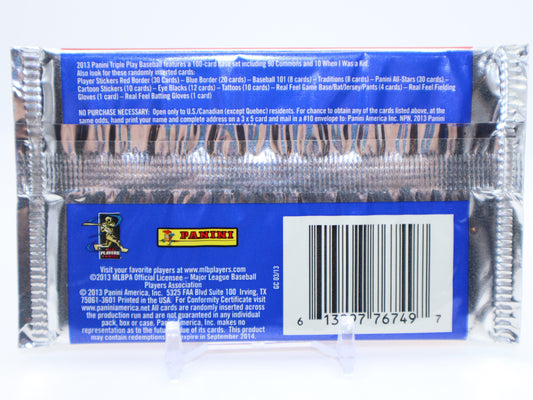 2013 Panini Triple Play Baseball features a 100-card base set including 90 Commons and 10 When I Was a Kid.
Also look for these randomly inserted cards:
Player Stickers Red Border (30 Cards) – Blue Border (20 cards) – Baseball 101 (8 cards) – Traditions (8 cards) – Panini All-Stars (30 cards)
Cartoon Stickers (10 cards) – Eye Blacks (12 cards) – Tattoos (10 cards) – Real Feel Game Base/Bat/Jersey/Pants (4 cards) – Real Feel Fielding
Gloves (1 card) – Real Feel Batting Gloves (1 card)
NO PURCHASE NECESSARY: Open only to U.S./Canadian (except Quebec) residents. For chance to obtain any of the cards listed above, at the
same odds, hand print your name and complete address on a 3 x 5 card and mail in a #10 envelope to: Panini America Inc. NPN, 2013 Panini
PLAYERS
PANINI
Visit your favorite players at www.mlbplayers.com
©2013 MLBPA Official Licensee – Major League Baseball
Players Association
© 2013 Panini America, Inc. 5325 FAA Blvd Suite 100 Irving, TX
75061-3601 Printed in the USA. For Conformity Certificate visit
www.paniniamerica.net All cards are randomly inserted across
the production run and are not guaranteed in any individual
pack, box or case. Panini America, Inc. makes no
representation as to the future value of its cards. This product
may contain redemptions expire in September 2014.
CC 03/13
6 13297 76749 7